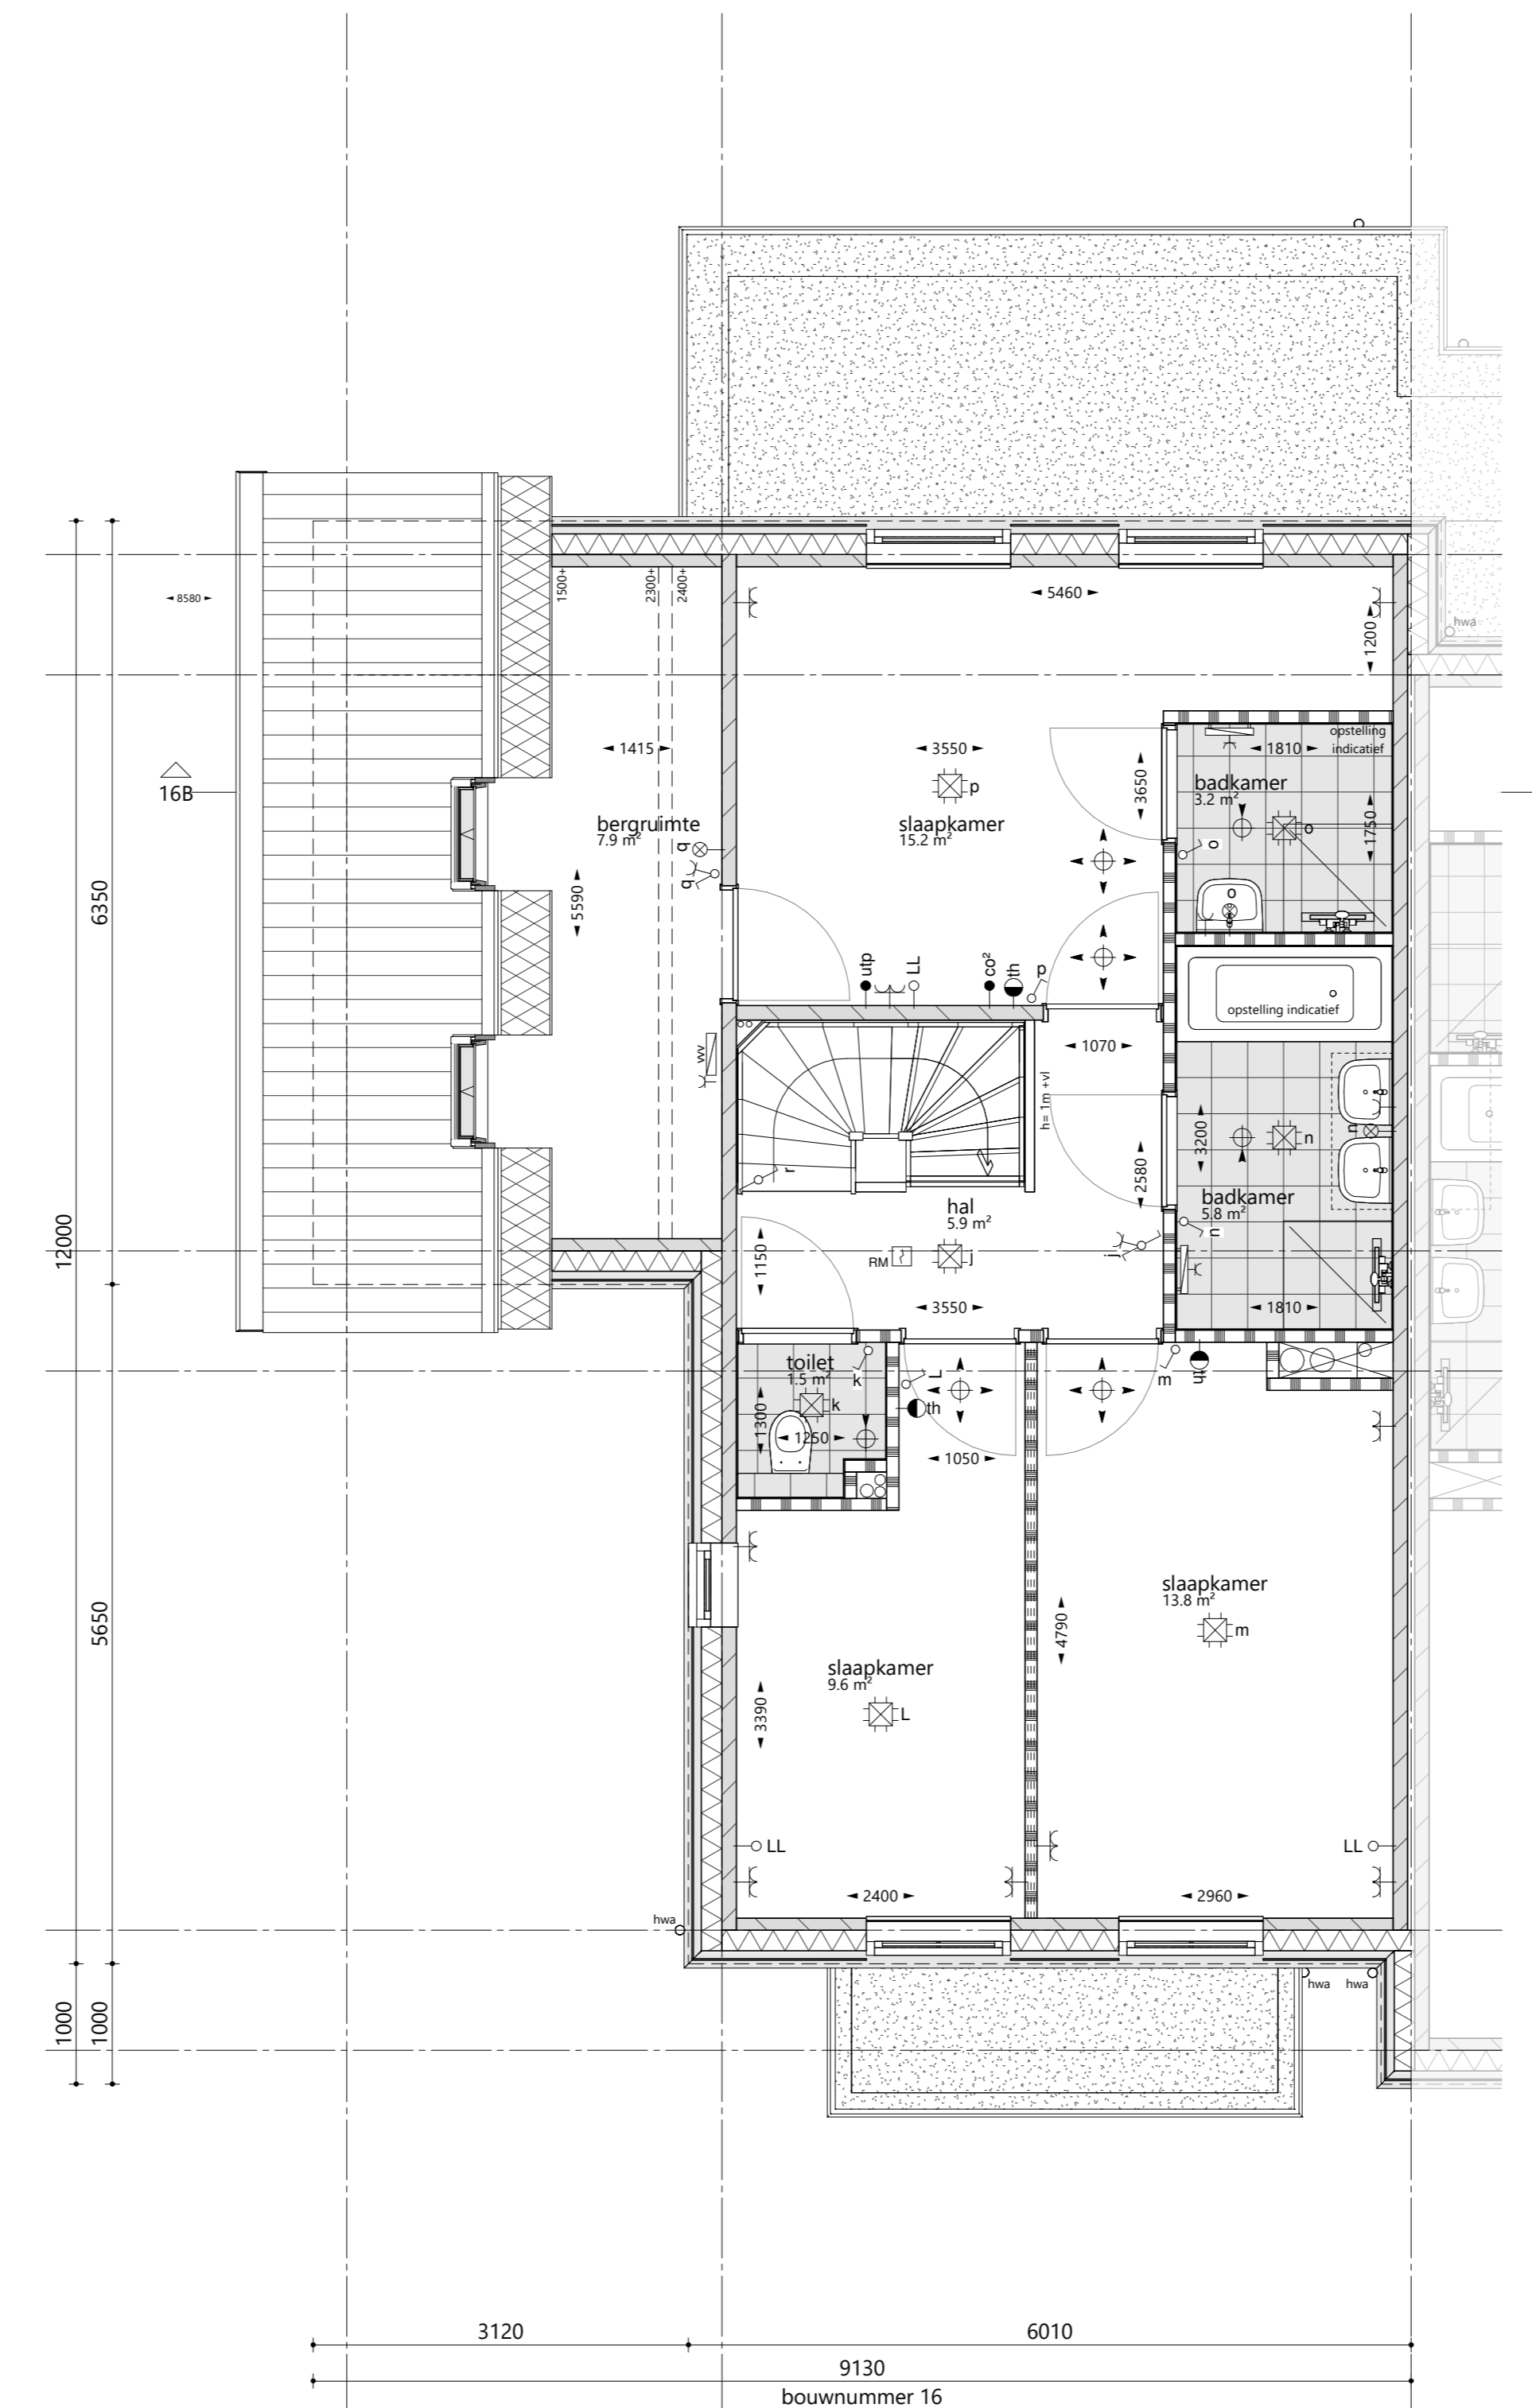 hwa
8580
1500+
2300+
2400+
5460
1200
1415
3550
3650
1810
opstelling
indicatief
16B
p
badkamer
3.2 m²
1750
bergruimte
7.9 m²
slaapkamer
15.2 m²
o
o
q
q
o
6350
5590
utp
LL
co²
th
p
opstelling indicatief
wv
1070
h= 1m +vl
3200
n
n
2580
r
hal
5.9 m²
badkamer
5.8 m²
n
12000
1150
RM
j
j
3550
1810
toilet
1.5 m²
k
k
L
th
m
th
1300
1250
1050
5650
slaapkamer
13.8 m²
m
4790
slaapkamer
9.6 m²
L
3390
LL
LL
2400
2960
hwa
hwa
hwa
1000
1000
3120
6010
9130
bouwnummer 16